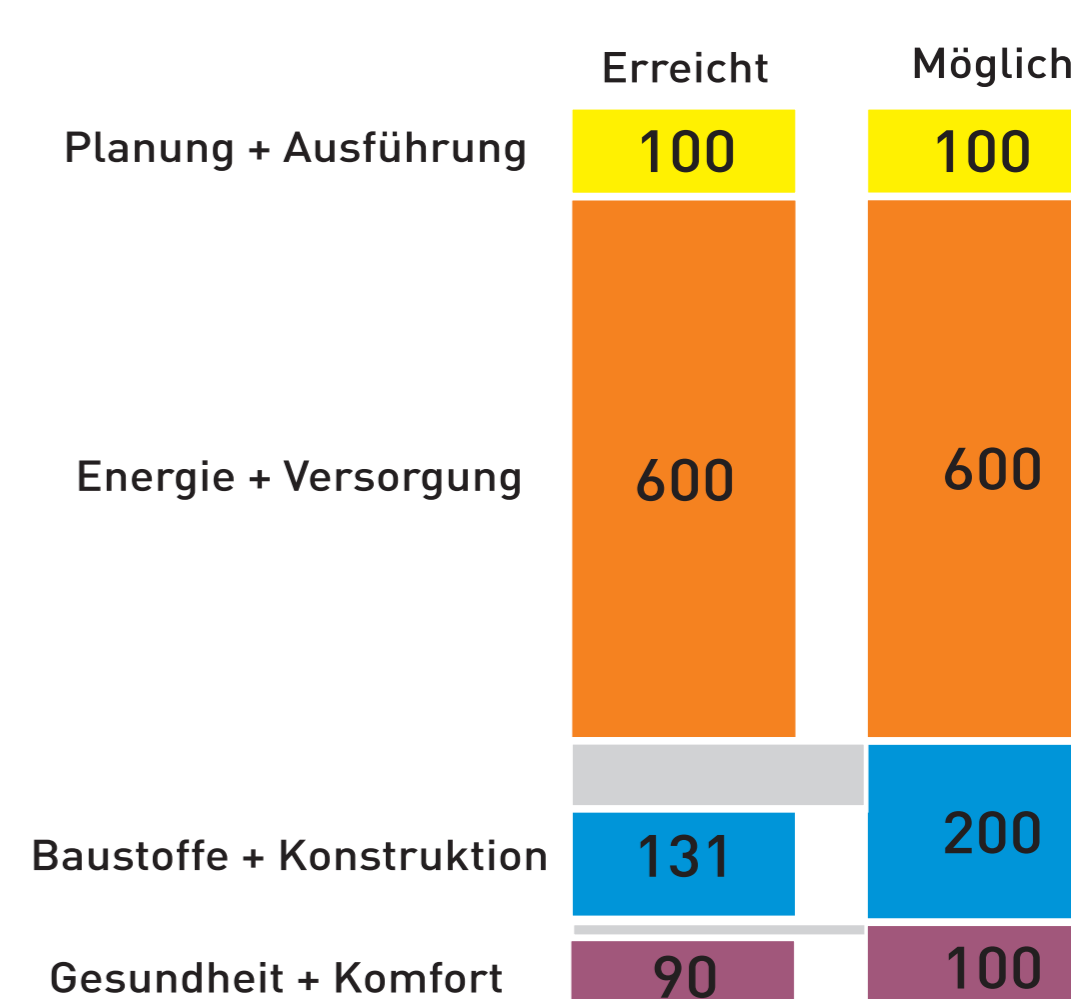 Erreicht Möglich
Planung + Ausführung 100 100
Energie + Versorgung 600 600
Baustoffe + Konstruktion 131 200
Gesundheit + Komfort 90 100